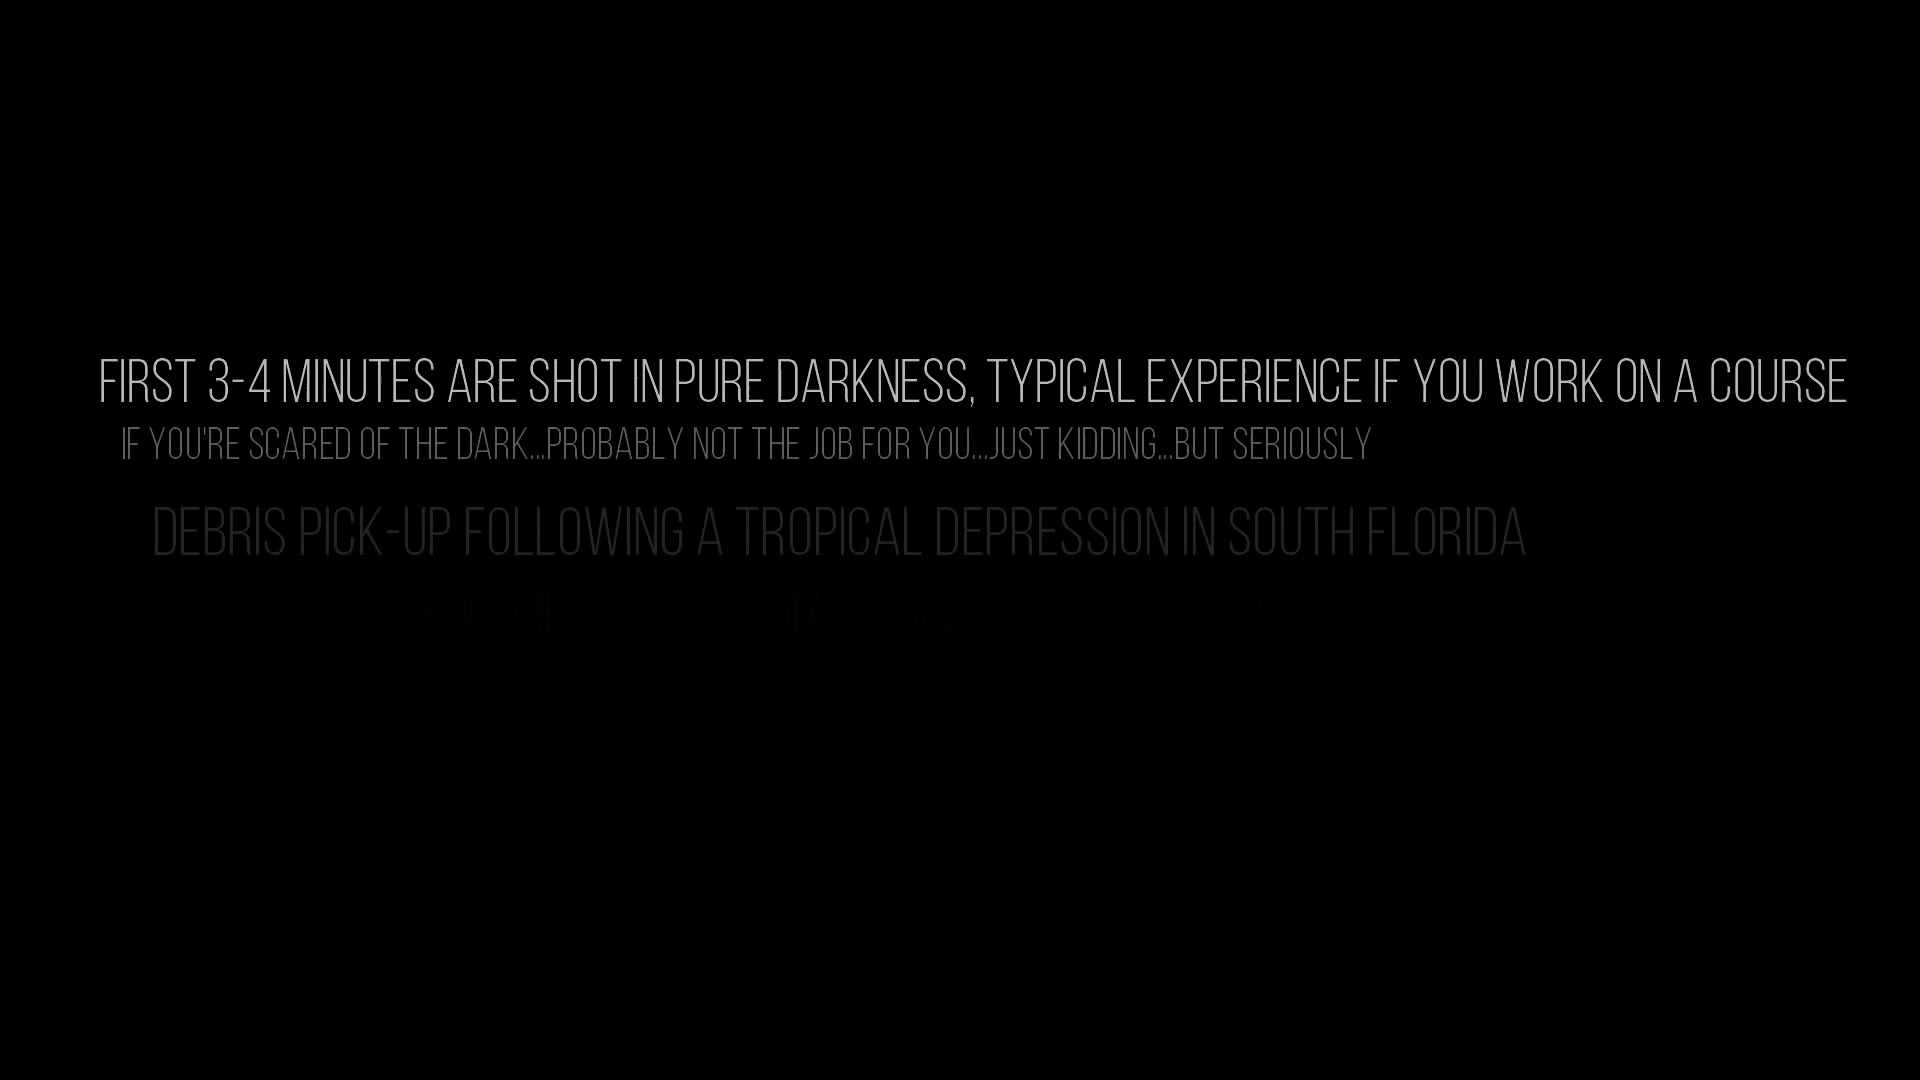 FIRST 3-4 MINUTES ARE SHOT IN PURE DARKNESS, TYPICAL EXPERIENCE IF YOU WORK ON A COURSE
IF YOU'RE SCARED OF THE DARK...PROBABLY NOT THE JOB FOR YOU...JUST KIDDING...BUT SERIOUSLY
DEBRIS PICK-UP FOLLOWING A TROPICAL DEPRESSION IN SOUTH FLORIDA